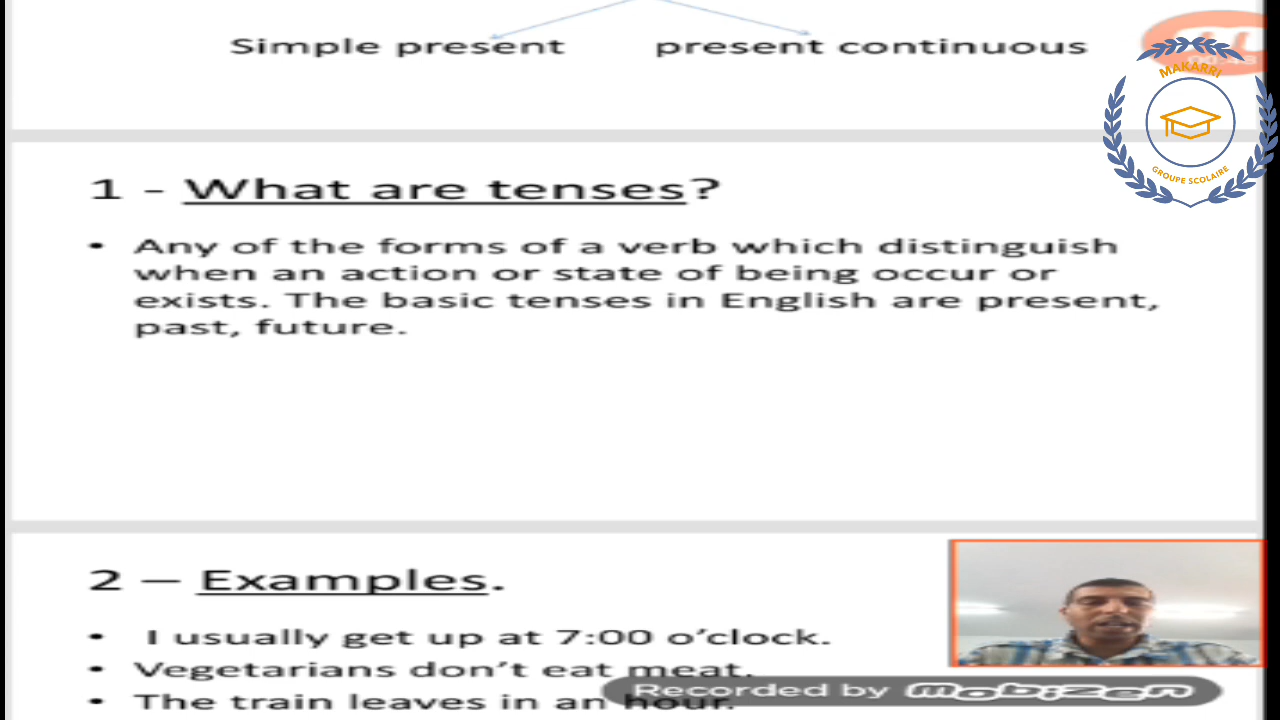 Simple present present continuous
MAKARRI
GROUPE SCOLAIRE
1 - What are tenses?
• Any of the forms of a verb which distinguish
when an action or state of being occur or
exists. The basic tenses in English are present,
past, future.
2 – Examples.
• I usually get up at 7:00 o’clock.
• Vegetarians don’t eat meat.
• The train leaves in an hour.
Recorded by mobizen